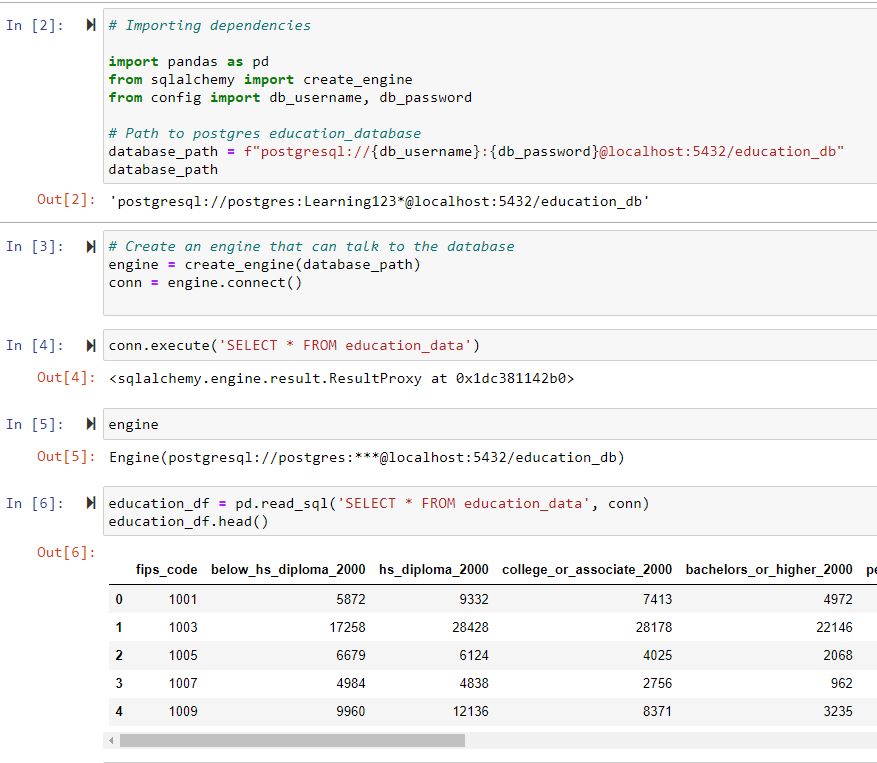 In [2]:
# Importing dependencies
import pandas as pd
from sqlalchemy import create_engine
from config import db_username, db_password
# Path to postgres education_database
database_path = f"postgresql://{db_username}:{db_password}@localhost:5432/education_db"
database_path
Out[2]: 'postgresql://postgres:Learning123*@localhost:5432/education_db'
In [3]:
# Create an engine that can talk to the database
engine = create_engine(database_path)
conn = engine.connect()
In [4]: conn.execute('SELECT * FROM education_data')
Out[4]: <sqlalchemy.engine.result.ResultProxy at 0x1dc381142b0>
In [5]: engine
Out[5]: Engine(postgresql://postgres:***@localhost:5432/education_db)
In [6]: education_df = pd.read_sql('SELECT * FROM education_data', conn)
education_df.head()
Out[6]:
fips_code below_hs_diploma_2000 hs_diploma_2000 college_or_associate_2000 bachelors_or_higher_2000
0 1001 5872 9332 7413 4972
1 1003 17258 28428 28178 22146
2 1005 6679 6124 4025 2068
3 1007 4984 4838 2756 962
4 1009 9960 12136 8371 3235